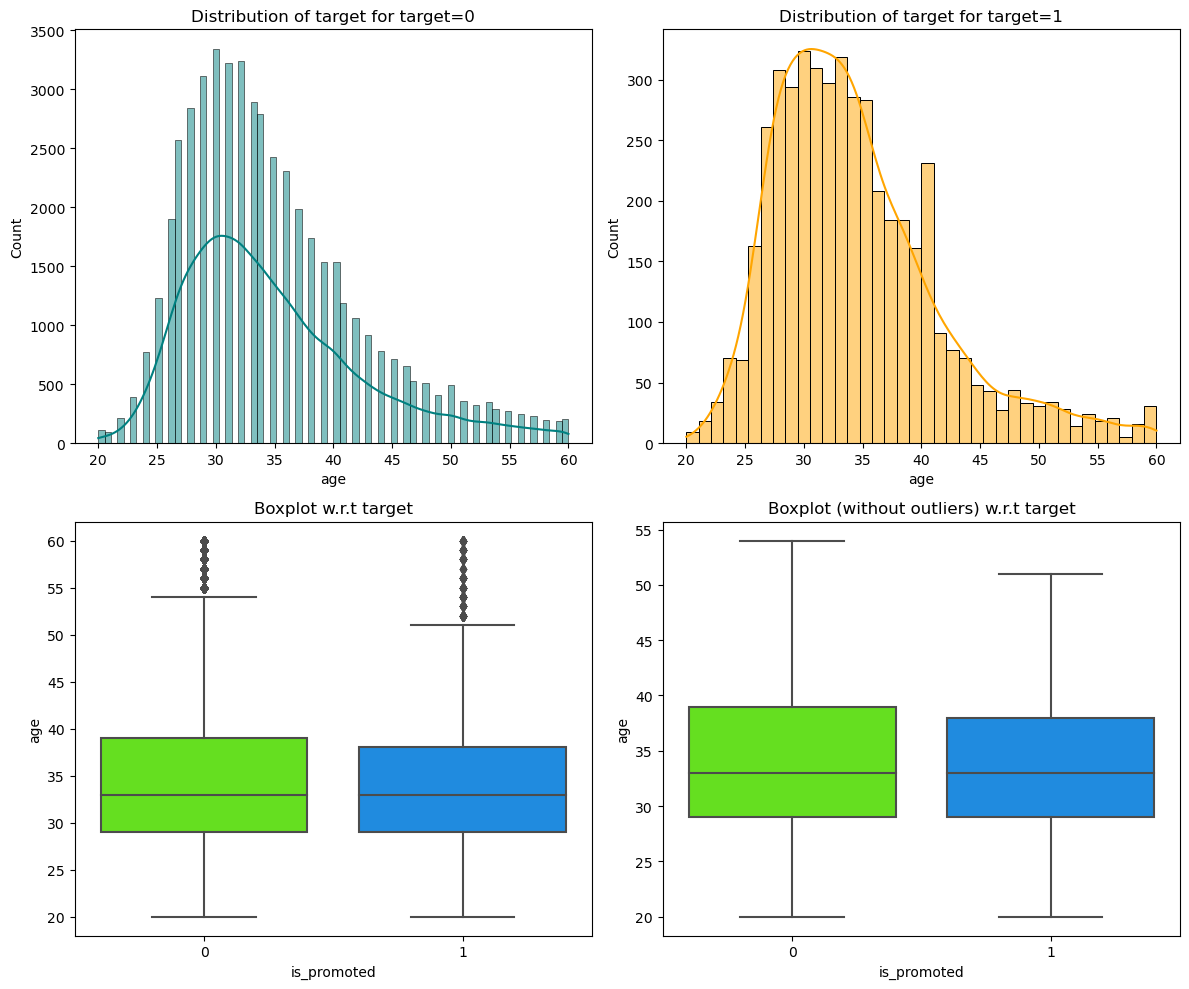 Distribution of target for target=0
Count
3500
3000
2500
2000
1500
1000
500
0
20 25 30 35 40 45 50 55 60
age
Distribution of target for target=1
Count
300
250
200
150
100
50
0
20 25 30 35 40 45 50 55 60
age
Boxplot w.r.t target
age
60
55
50
45
40
35
30
25
20
0 1
is_promoted
Boxplot (without outliers) w.r.t target
age
55
50
45
40
35
30
25
20
0 1
is_promoted